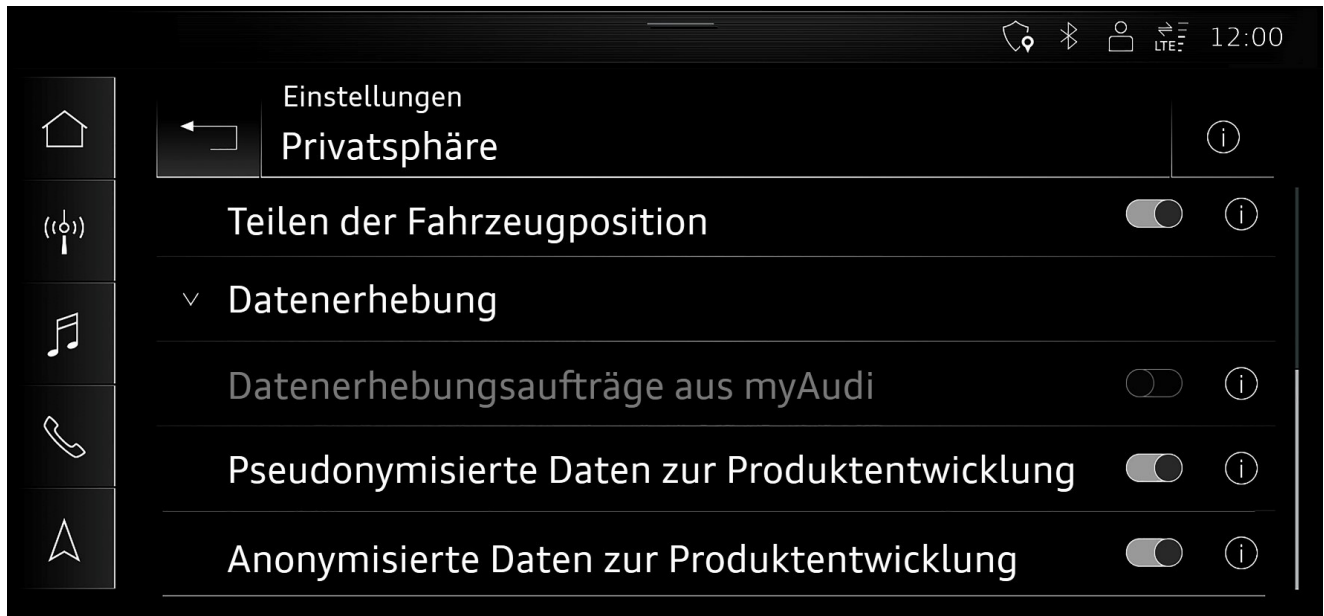 LTE 12:00
Einstellungen
Privatsphäre
Teilen der Fahrzeugposition
Datenerhebung
Datenerhebungsaufträge aus myAudi
Pseudonymisierte Daten zur Produktentwicklung
Anonymisierte Daten zur Produktentwicklung